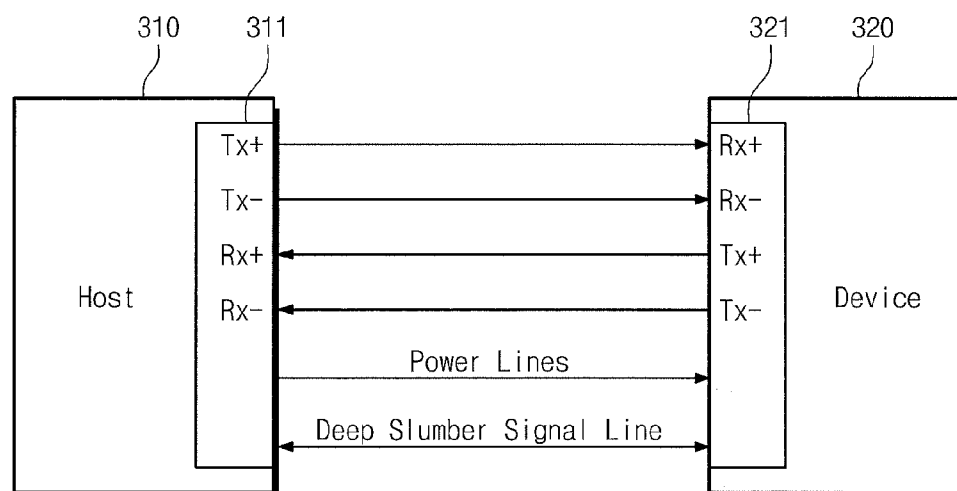 310 311 321 320
Tx+ Rx+
Tx- Rx-
Rx+ Tx+
Host Rx- Tx- Device
Power Lines
Deep Slumber Signal Line